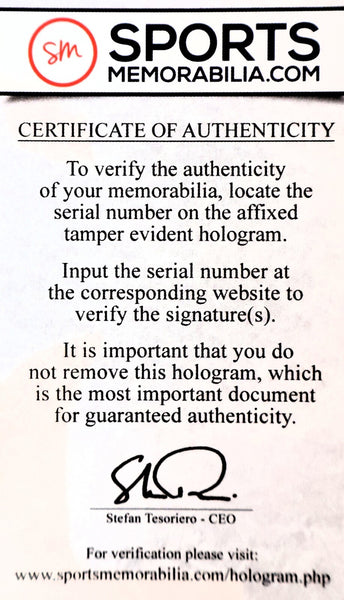 sm SPORTS
MEMORABILIA.COM
CERTIFICATE OF AUTHENTICITY
To verify the authenticity
of your memorabilia, locate the
serial number on the affixed
tamper evident hologram.
Input the serial number at
the corresponding website to
verify the signature(s).
It is important that you do
not remove this hologram, which
is the most important document
for guaranteed authenticity.
Stefan Tesoriero - CEO
For verification please visit:
www.sportsmemorabilia.com/hologram.php